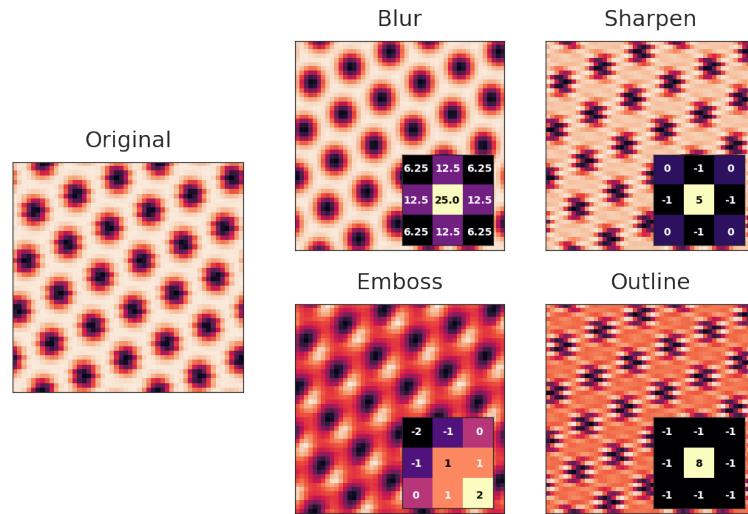 Original
Blur
6.25 12.5 6.25
12.5 25.0 12.5
6.25 12.5 6.25
Sharpen
0 -1 0
-1 5 -1
0 -1 0
Emboss
-2 -1 0
-1 1 1
0 1 2
Outline
-1 -1 -1
-1 8 -1
-1 -1 -1